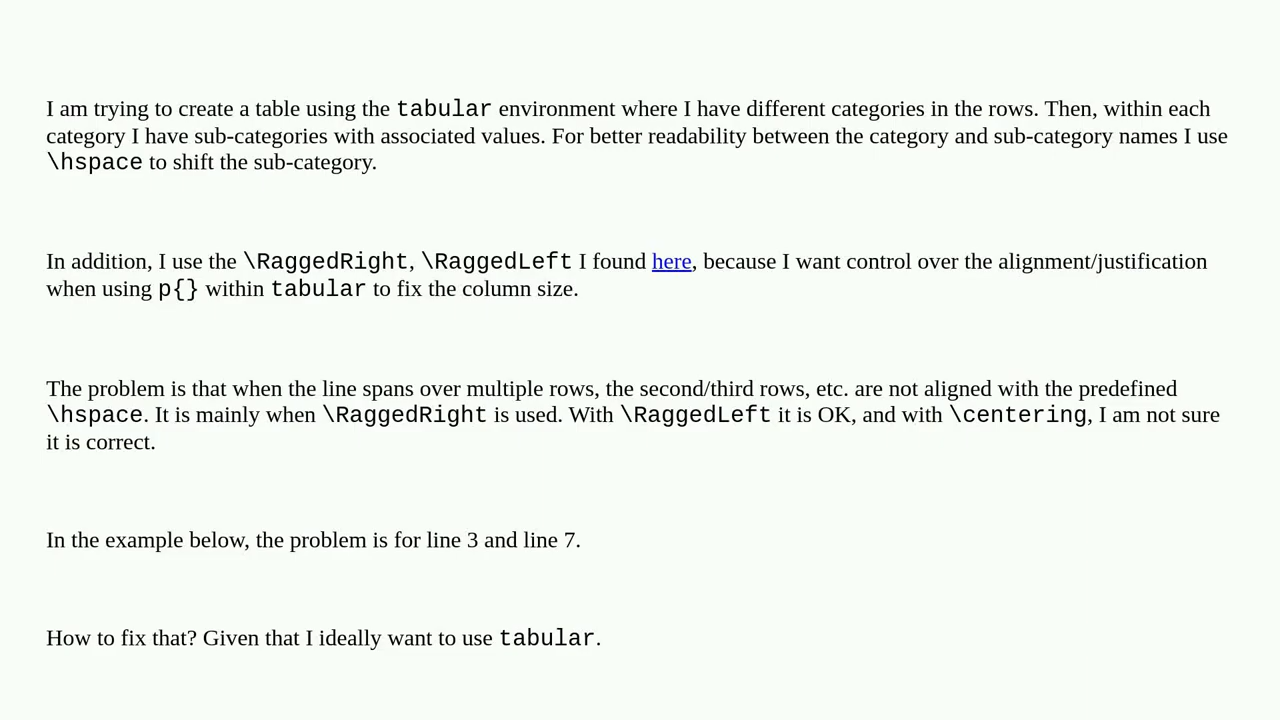 I am trying to create a table using the tabular environment where I have different categories in the rows. Then, within each
category I have sub-categories with associated values. For better readability between the category and sub-category names I use
\hspace to shift the sub-category.
In addition, I use the \RaggedRight, \RaggedLeft I found here, because I want control over the alignment/justification
when using p{} within tabular to fix the column size.
The problem is that when the line spans over multiple rows, the second/third rows, etc. are not aligned with the predefined
\hspace. It is mainly when \RaggedRight is used. With \RaggedLeft it is OK, and with \centering, I am not sure
it is correct.
In the example below, the problem is for line 3 and line 7.
How to fix that? Given that I ideally want to use tabular.